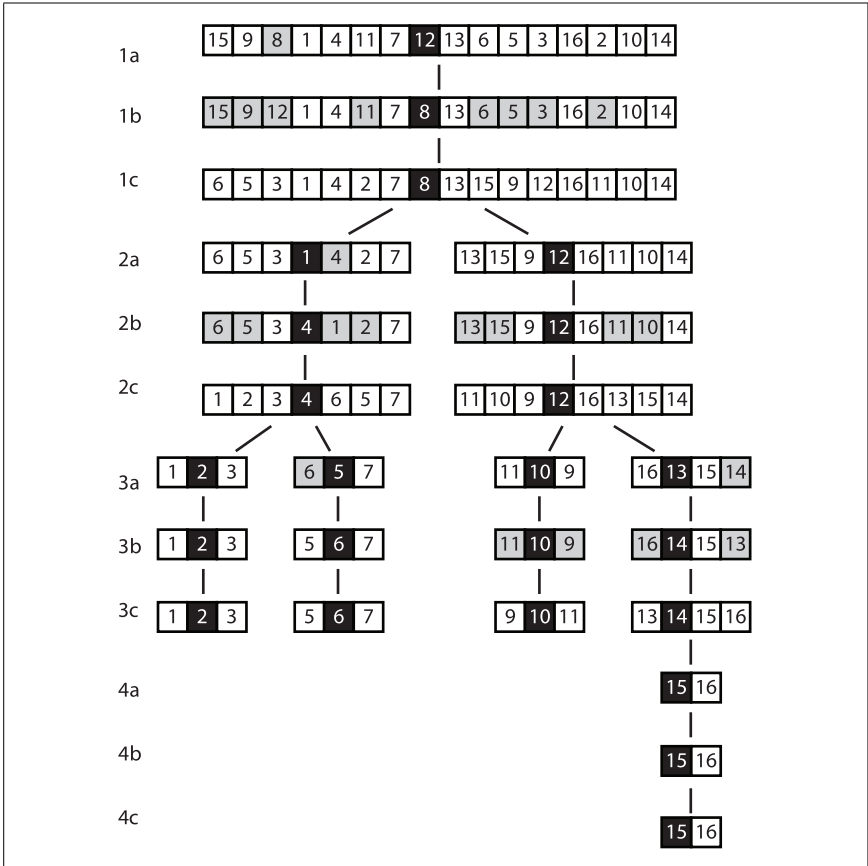 1a 15 9 8 1 4 11 7 12 13 6 5 3 16 2 10 14
1b 15 9 12 1 4 11 7 8 13 6 5 3 16 2 10 14
1c 6 5 3 1 4 2 7 8 13 15 9 12 16 11 10 14
2a 6 5 3 1 4 2 7 13 15 9 12 16 11 10 14
2b 6 5 3 4 1 2 7 13 15 9 12 16 11 10 14
2c 1 2 3 4 6 5 7 11 10 9 12 16 13 15 14
3a 1 2 3 6 5 7 11 10 9 16 13 15 14
3b 1 2 3 5 6 7 11 10 9 16 14 15 13
3c 1 2 3 5 6 7 9 10 11 13 14 15 16
4a 15 16
4b 15 16
4c 15 16